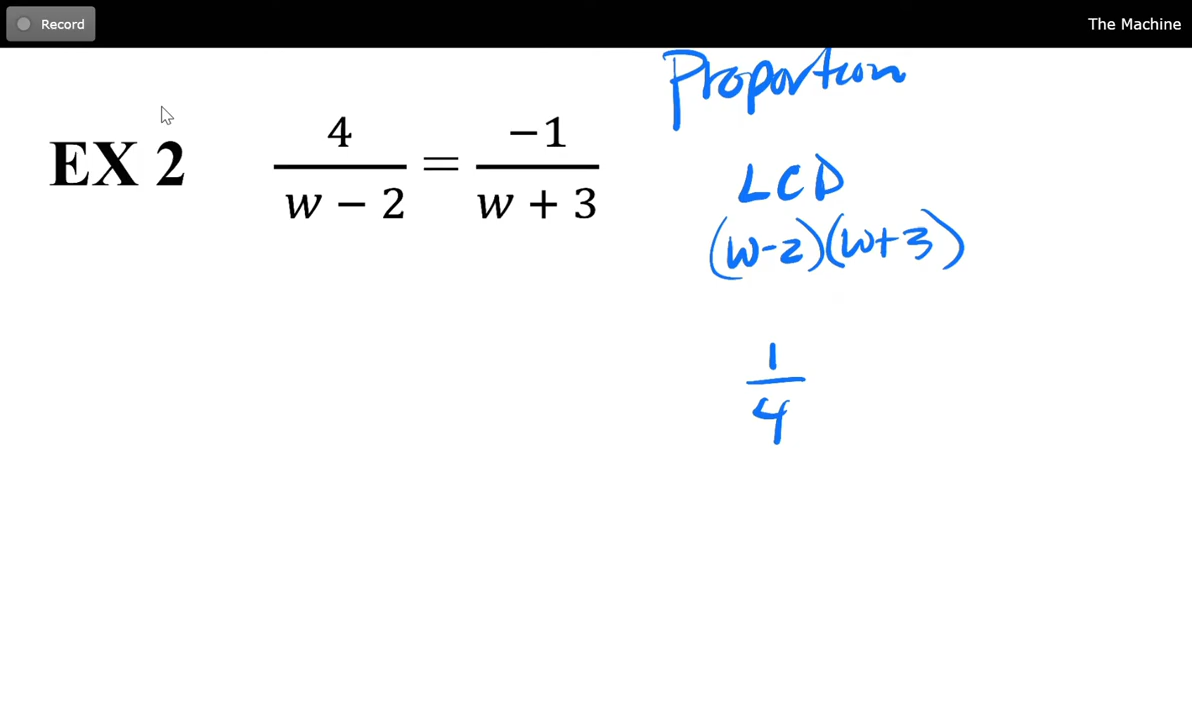 Record
The Machine
Proportion
EX 2
4/(w − 2) = −1/(w + 3)
LCD
(w-2)(w+3)
1/4